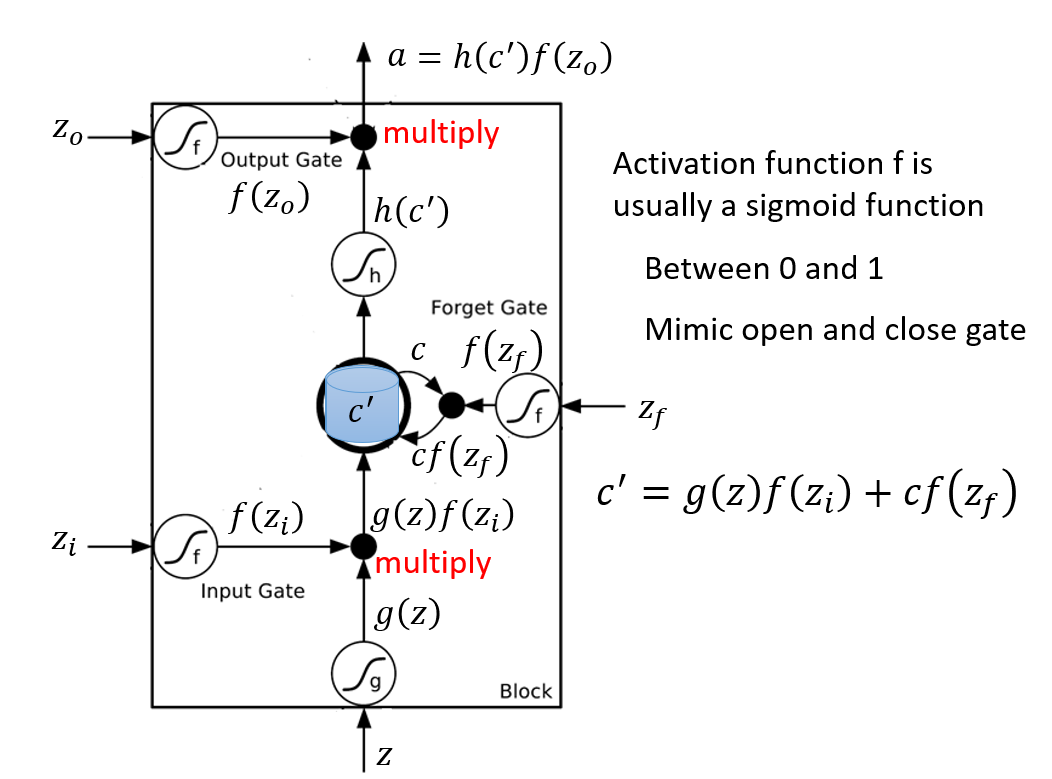 a = h(c′)f(z_o)
z_o
f
multiply
Output Gate
f(z_o)
h(c′)
h
Activation function f is
usually a sigmoid function
Between 0 and 1
Mimic open and close gate
Forget Gate
c
f(z_f)
c′
f
z_f
cf(z_f)
c′ = g(z)f(z_i) + cf(z_f)
f(z_i)
g(z)f(z_i)
z_i
f
multiply
Input Gate
g(z)
g
Block
z